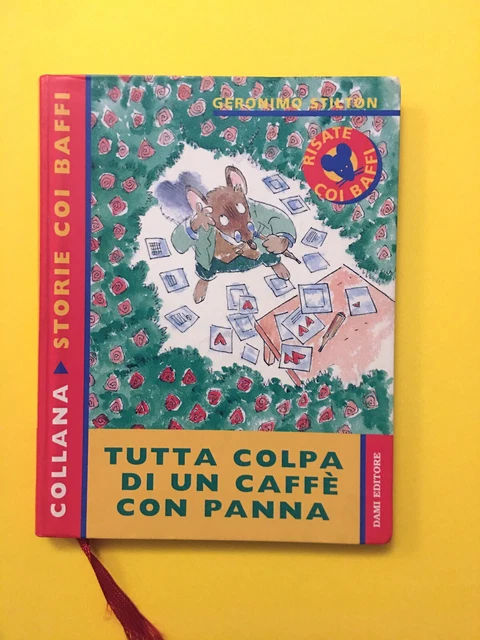 GERONIMO STILTON
RISATE
COI BAFFI
COLLANA ▶ STORIE COI BAFFI
TUTTA COLPA
DI UN CAFFÈ
CON PANNA
DAMI EDITORE